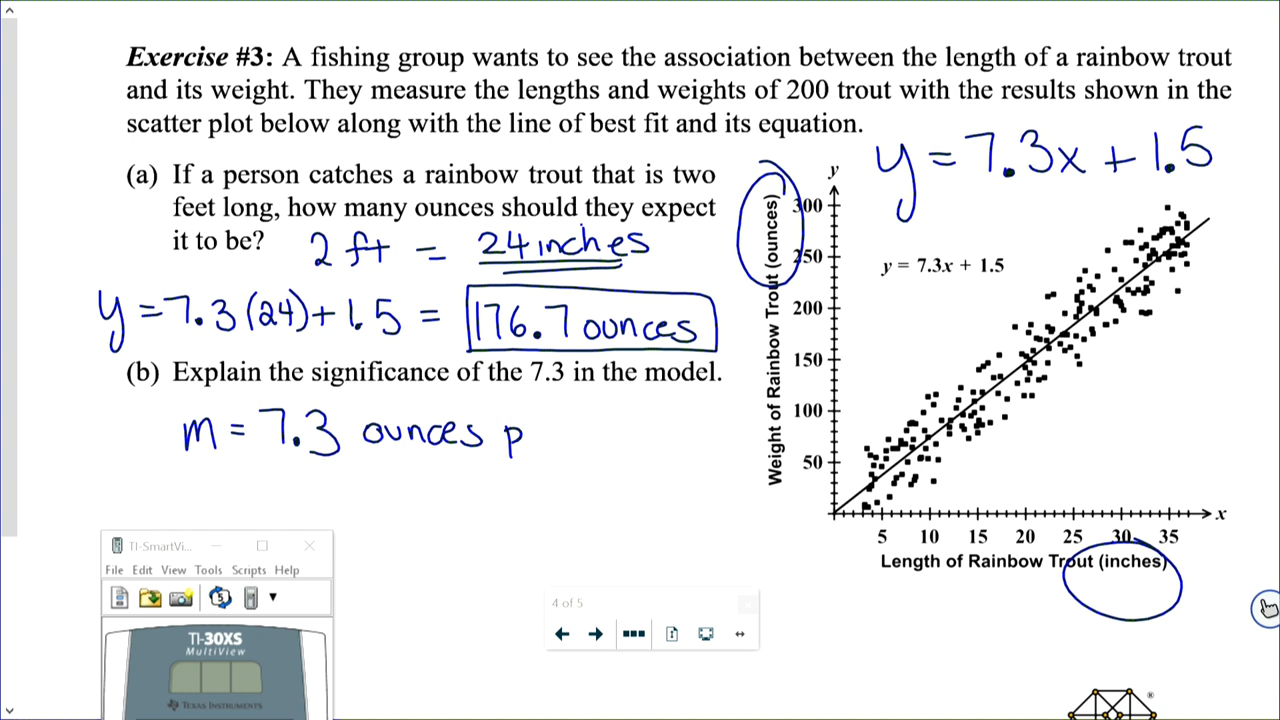 Exercise #3: A fishing group wants to see the association between the length of a rainbow trout
and its weight. They measure the lengths and weights of 200 trout with the results shown in the
scatter plot below along with the line of best fit and its equation.
y = 7.3x + 1.5
(a) If a person catches a rainbow trout that is two
feet long, how many ounces should they expect
it to be?
2 ft = 24 inches
y = 7.3(24) + 1.5 = 176.7 ounces
(b) Explain the significance of the 7.3 in the model.
m = 7.3 ounces p
y
300
250
200
150
100
50
Weight of Rainbow Trout (ounces)
y = 7.3x + 1.5
x
5 10 15 20 25 30 35
Length of Rainbow Trout (inches)
TI-SmartVi...
File Edit View Tools Scripts Help
5
TI-30XS
MultiView
TEXAS INSTRUMENTS
4 of 5
®